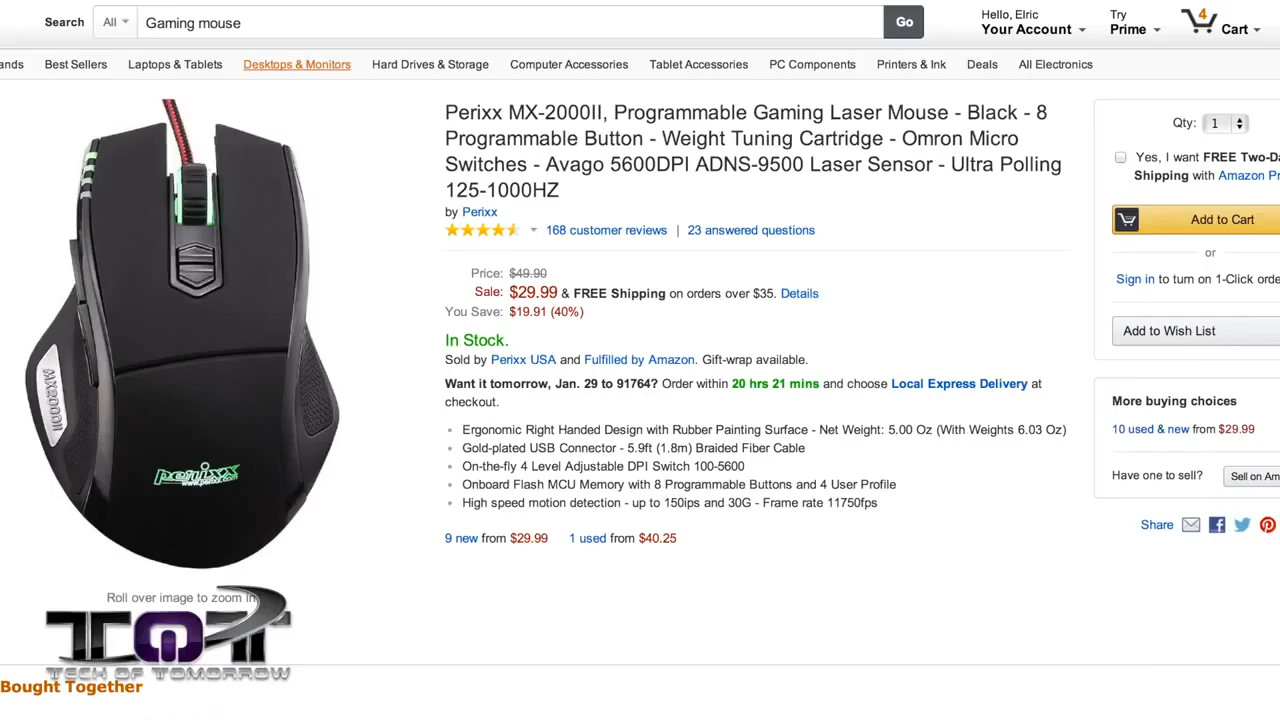 Search All Gaming mouse Go
Hello, Elric
Your Account
Try
Prime
4
Cart
ands Best Sellers Laptops & Tablets Desktops & Monitors Hard Drives & Storage Computer Accessories Tablet Accessories PC Components Printers & Ink Deals All Electronics
MX2000II
perixx
www.perixx.com
Roll over image to zoom in
TOT
TECH OF TOMORROW
Perixx MX-2000II, Programmable Gaming Laser Mouse - Black - 8
Programmable Button - Weight Tuning Cartridge - Omron Micro
Switches - Avago 5600DPI ADNS-9500 Laser Sensor - Ultra Polling
125-1000HZ
by Perixx
168 customer reviews | 23 answered questions
Price: $49.90
Sale: $29.99 & FREE Shipping on orders over $35. Details
You Save: $19.91 (40%)
In Stock.
Sold by Perixx USA and Fulfilled by Amazon. Gift-wrap available.
Want it tomorrow, Jan. 29 to 91764? Order within 20 hrs 21 mins and choose Local Express Delivery at
checkout.
Ergonomic Right Handed Design with Rubber Painting Surface - Net Weight: 5.00 Oz (With Weights 6.03 Oz)
Gold-plated USB Connector - 5.9ft (1.8m) Braided Fiber Cable
On-the-fly 4 Level Adjustable DPI Switch 100-5600
Onboard Flash MCU Memory with 8 Programmable Buttons and 4 User Profile
High speed motion detection - up to 150ips and 30G - Frame rate 11750fps
9 new from $29.99 1 used from $40.25
Qty: 1
Yes, I want FREE Two-Da
Shipping with Amazon Pr
Add to Cart
or
Sign in to turn on 1-Click orde
Add to Wish List
More buying choices
10 used & new from $29.99
Have one to sell? Sell on Am
Share
Bought Together